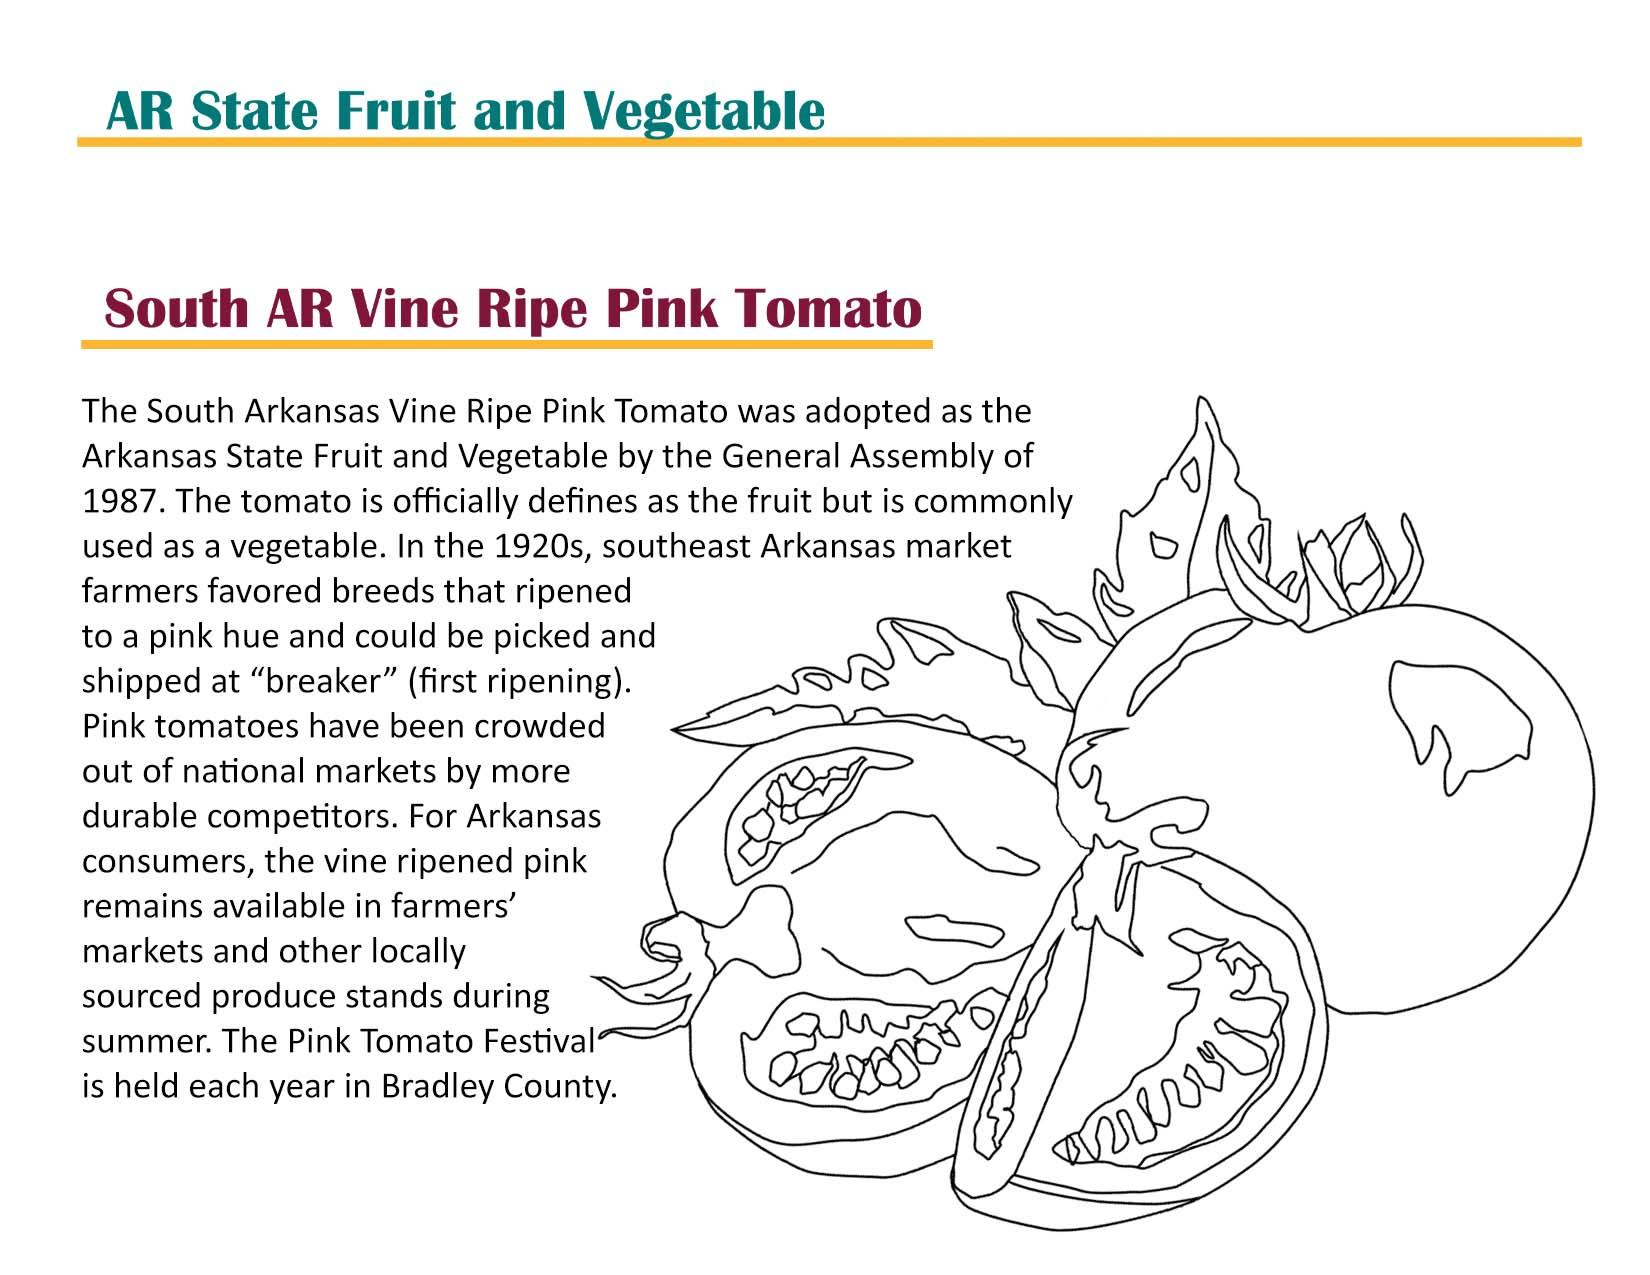 AR State Fruit and Vegetable
South AR Vine Ripe Pink Tomato
The South Arkansas Vine Ripe Pink Tomato was adopted as the
Arkansas State Fruit and Vegetable by the General Assembly of
1987. The tomato is officially defines as the fruit but is commonly
used as a vegetable. In the 1920s, southeast Arkansas market
farmers favored breeds that ripened
to a pink hue and could be picked and
shipped at “breaker” (first ripening).
Pink tomatoes have been crowded
out of national markets by more
durable competitors. For Arkansas
consumers, the vine ripened pink
remains available in farmers’
markets and other locally
sourced produce stands during
summer. The Pink Tomato Festival
is held each year in Bradley County.